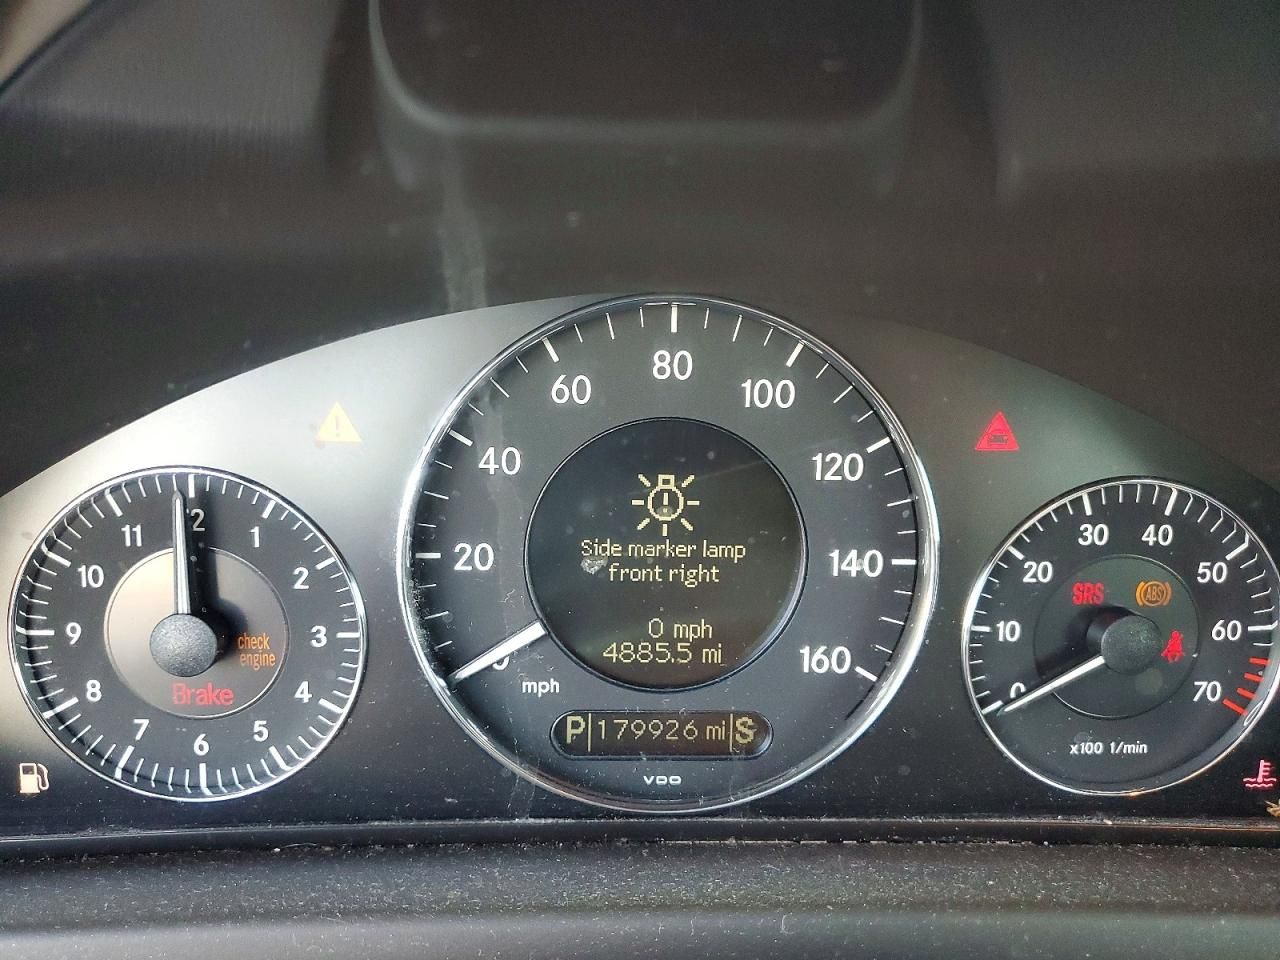 80
60
100
40
120
20
140
0
160
mph
Side marker lamp
front right
0 mph
4885.5 mi
P 179926 mi S
VDO
12
11
1
10
2
9
3
8
4
7
5
6
check
engine
Brake
30
40
20
50
10
60
0
70
SRS
ABS
x100 1/min